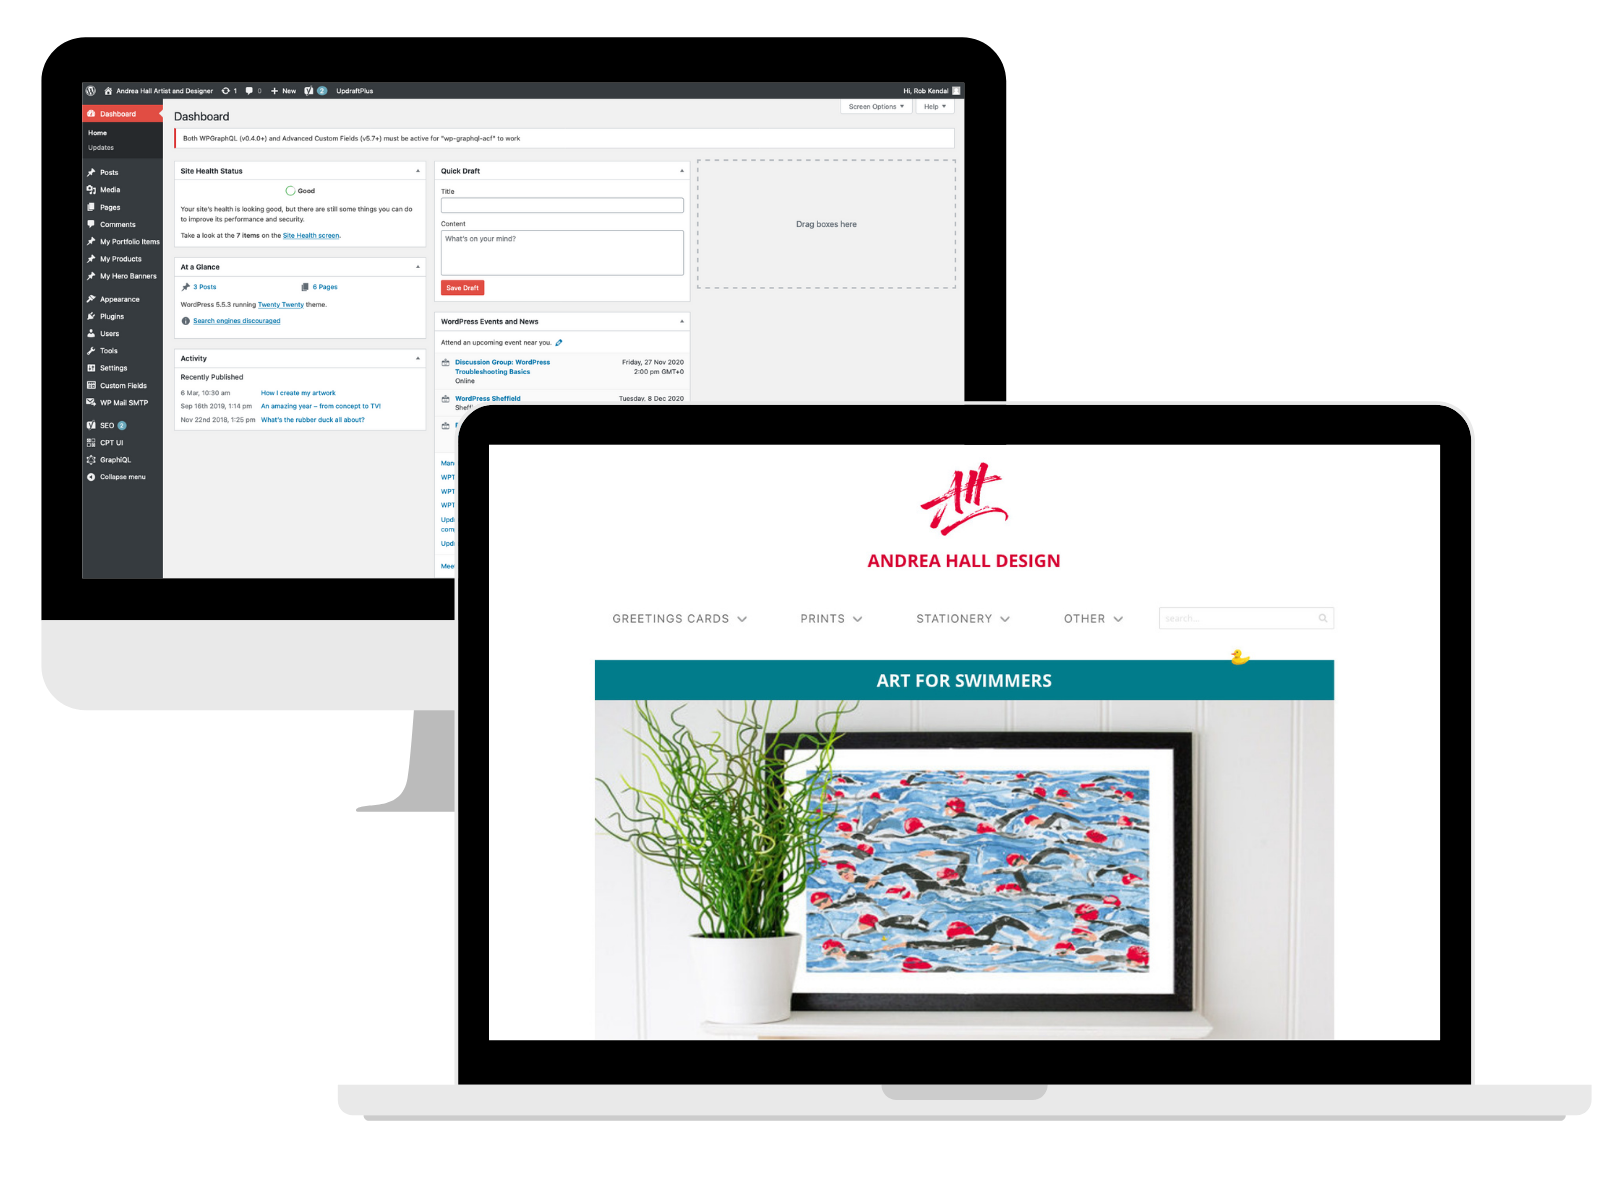 Andrea Hall Artist and Designer 1 0 New 2 UpdraftPlus Hi, Rob Kendal
Dashboard
Home
Updates
Posts
Media
Pages
Comments
My Portfolio Items
My Products
My Hero Banners
Appearance
Plugins
Users
Tools
Settings
Custom Fields
WP Mail SMTP
SEO 2
CPT UI
GraphiQL
Collapse menu
Screen Options Help
Dashboard
Both WPGraphQL (v0.4.0+) and Advanced Custom Fields (v5.7+) must be active for "wp-graphql-acf" to work
Site Health Status
Good
Your site's health is looking good, but there are still some things you can do
to improve its performance and security.
Take a look at the 7 items on the Site Health screen.
At a Glance
3 Posts 6 Pages
WordPress 5.5.3 running Twenty Twenty theme.
Search engines discouraged
Activity
Recently Published
6 Mar, 10:30 am How I create my artwork
Sep 16th 2019, 1:14 pm An amazing year – from concept to TV!
Nov 22nd 2018, 1:25 pm What's the rubber duck all about?
Quick Draft
Title
Content
What's on your mind?
Save Draft
WordPress Events and News
Attend an upcoming event near you.
Discussion Group: WordPress Friday, 27 Nov 2020
Troubleshooting Basics 2:00 pm GMT+0
Online
WordPress Sheffield Tuesday, 8 Dec 2020
Sheff
WPT
WPT
WPT
Upd
com
Upd
Mee
Drag boxes here
AH
ANDREA HALL DESIGN
GREETINGS CARDS PRINTS STATIONERY OTHER search...
ART FOR SWIMMERS